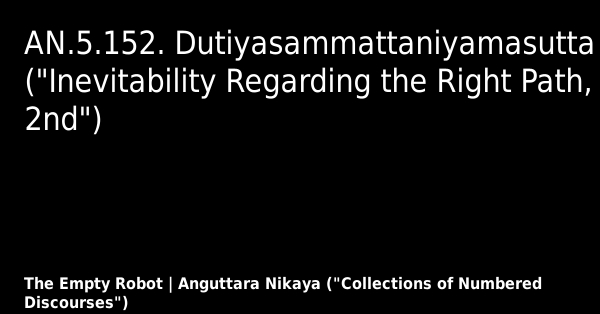 AN.5.152. Dutiyasammattaniyamasutta
("Inevitability Regarding the Right Path,
2nd")
The Empty Robot | Anguttara Nikaya ("Collections of Numbered
Discourses")